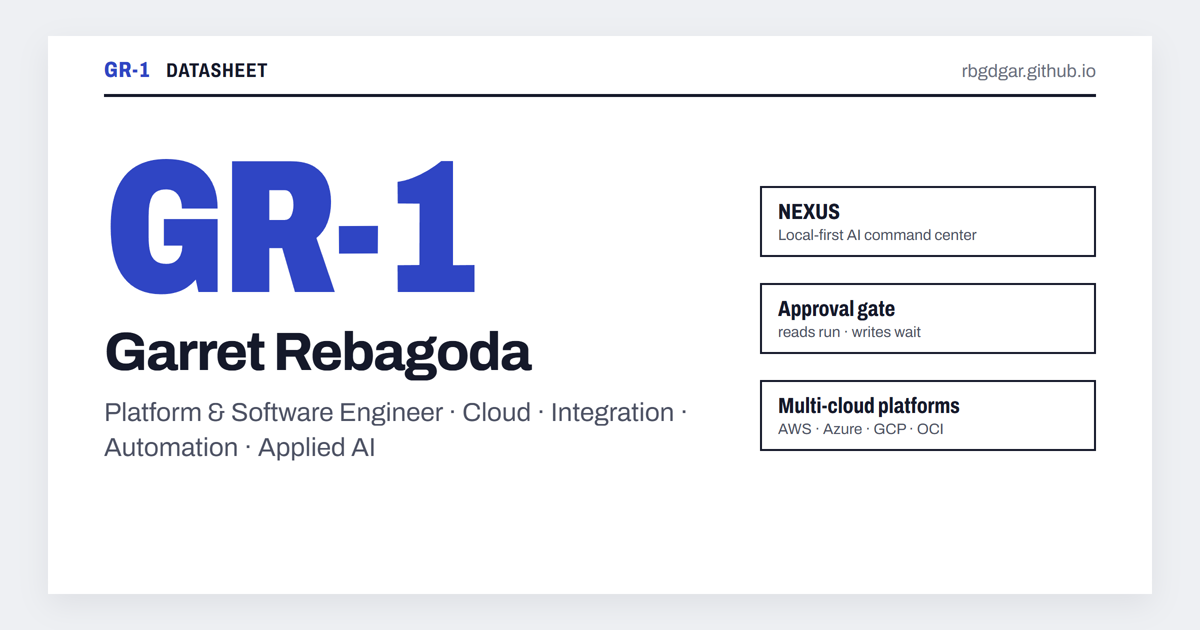 GR-1 DATASHEET
rbgdgar.github.io
GR-1
Garret Rebagoda
Platform & Software Engineer · Cloud · Integration ·
Automation · Applied AI
NEXUS
Local-first AI command center
Approval gate
reads run · writes wait
Multi-cloud platforms
AWS · Azure · GCP · OCI